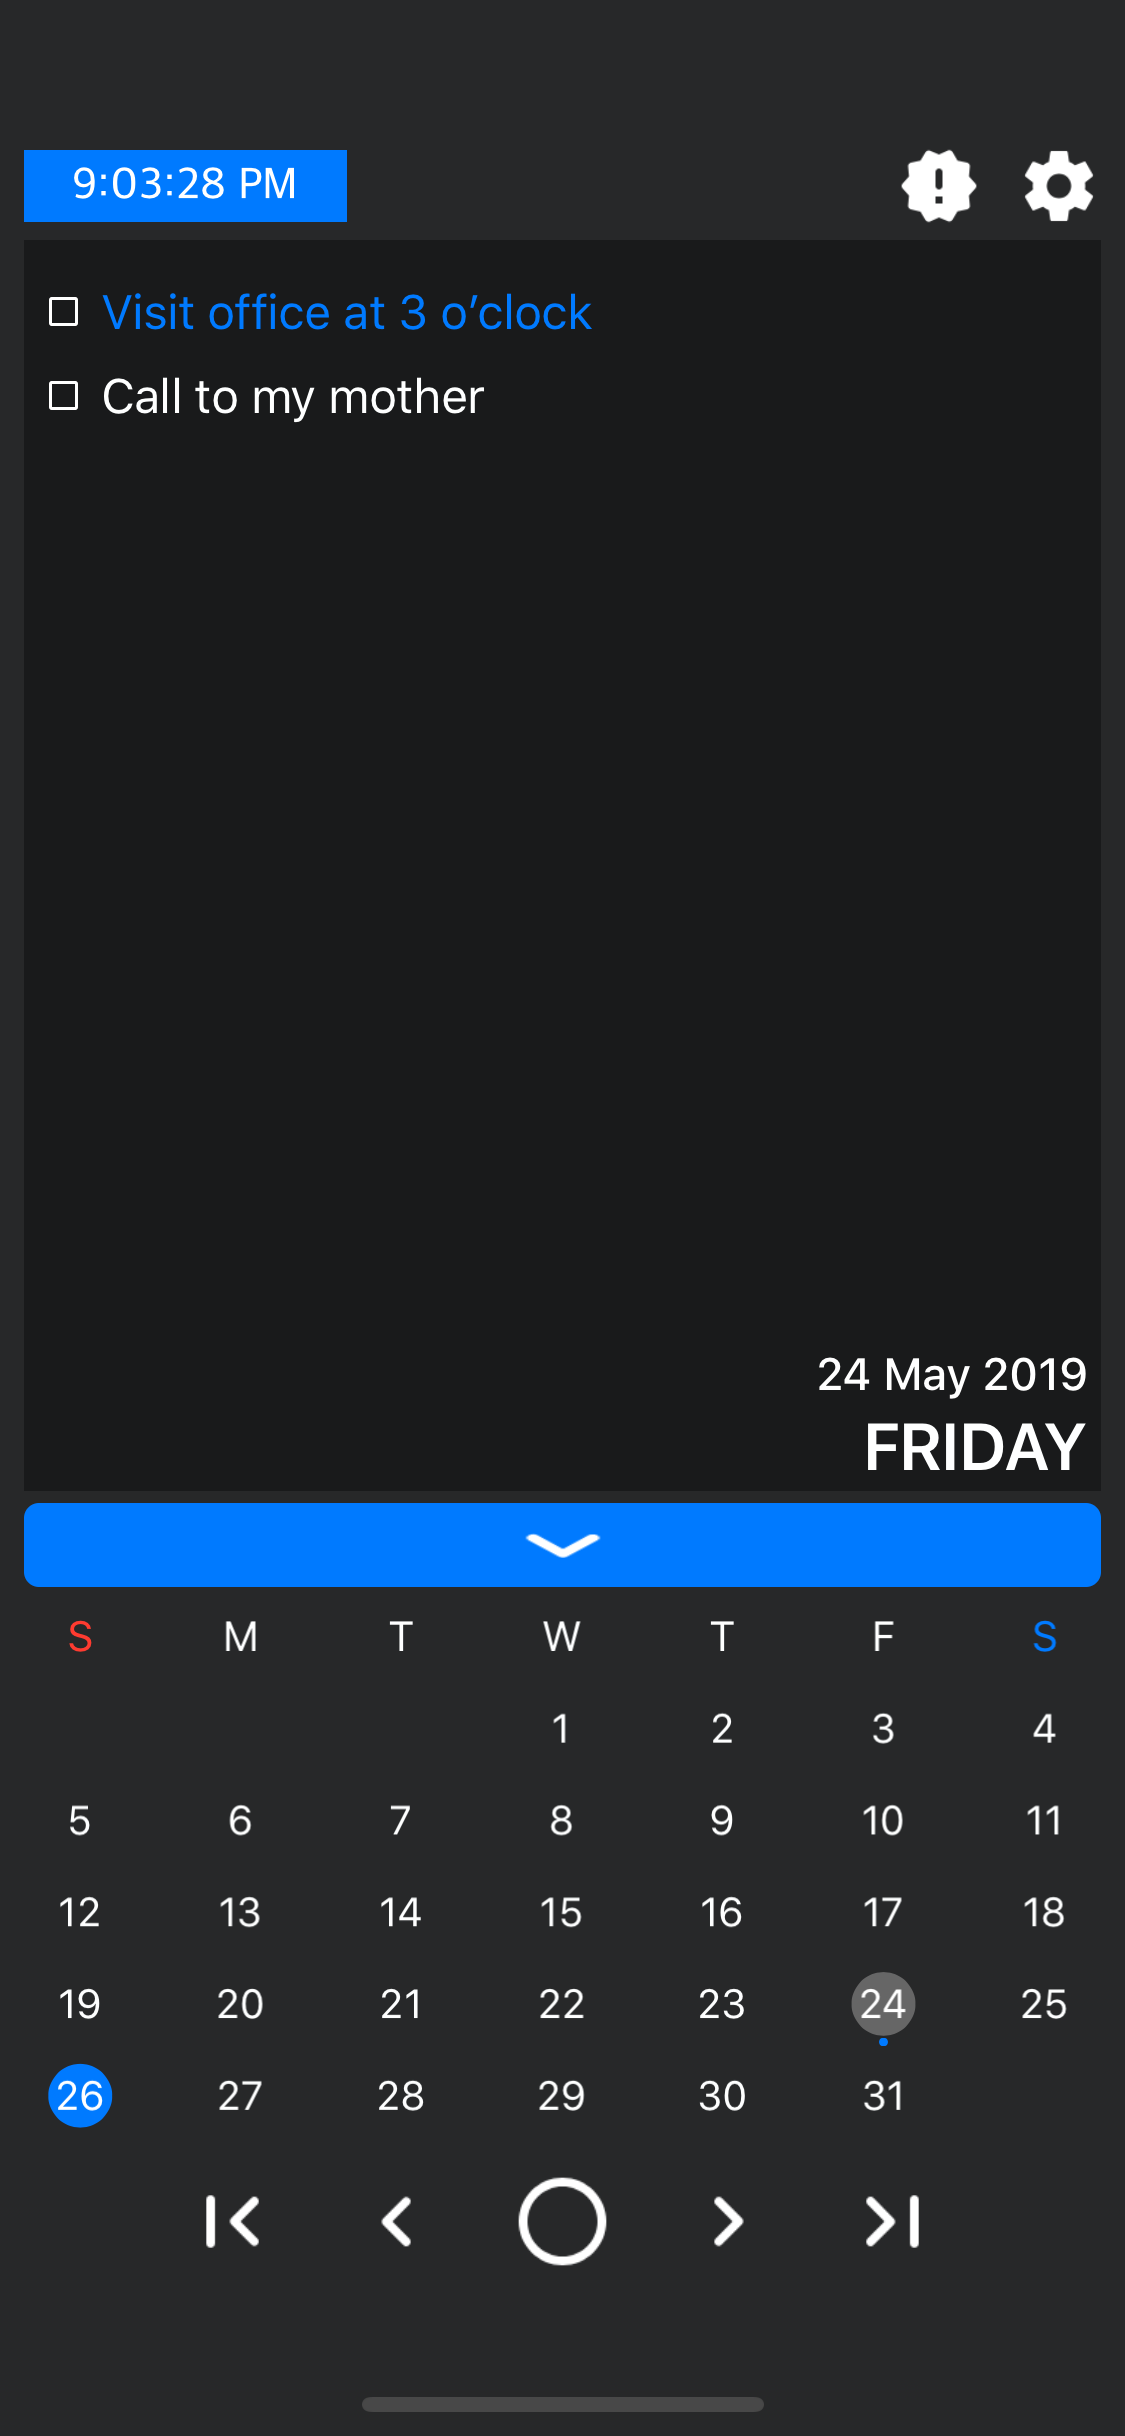 9:03:28 PM
Visit office at 3 o’clock
Call to my mother
24 May 2019
FRIDAY
S M T W T F S
1 2 3 4
5 6 7 8 9 10 11
12 13 14 15 16 17 18
19 20 21 22 23 24 25
26 27 28 29 30 31